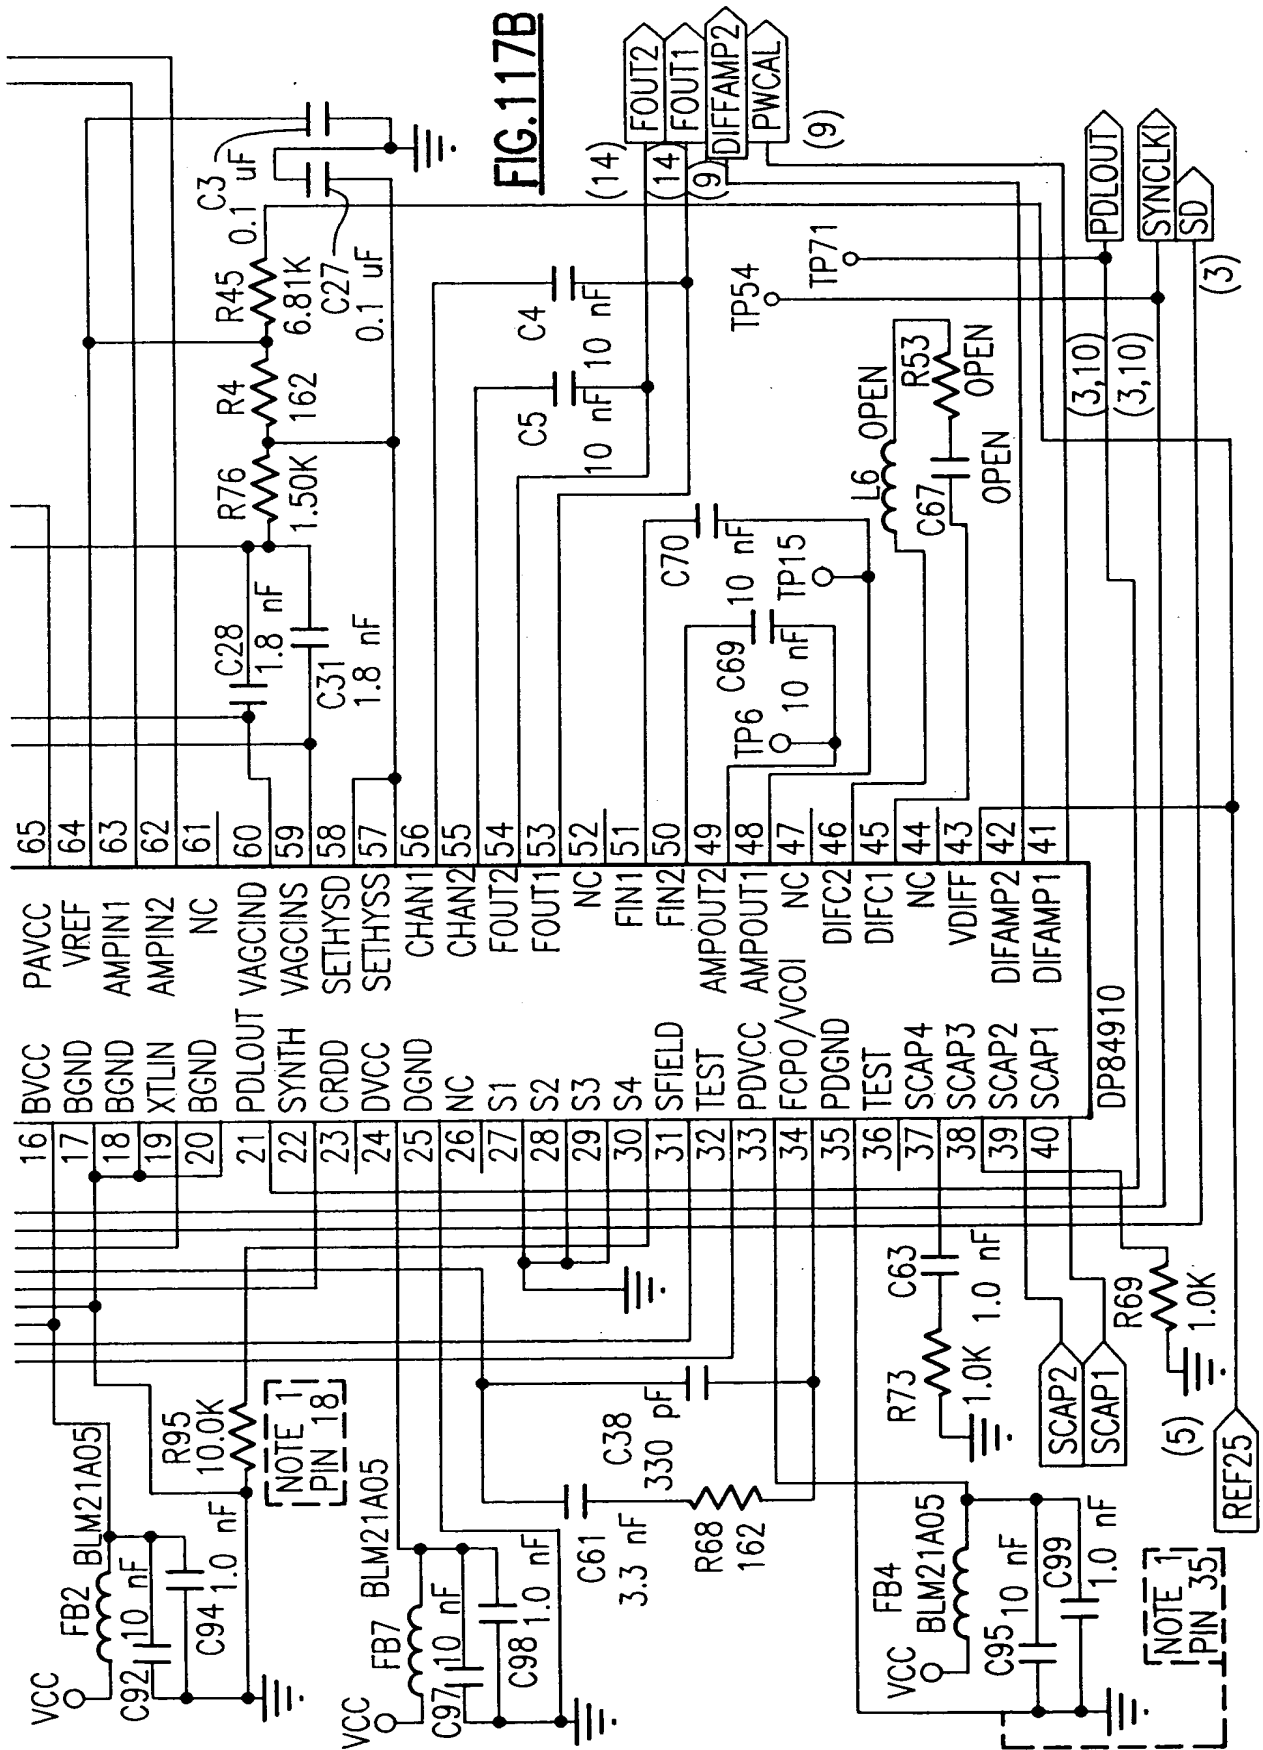 FIG.117B
C3
0.1 uF
C27
0.1 uF
R45
6.81K
R4
162
R76
1.50K
C28
1.8 nF
C31
1.8 nF
C4
10 nF
C5
10 nF
(14)
(14)
(9)
(9)
FOUT2
FOUT1
DIFFAMP2
PWCAL
TP54
TP71
PDLOUT
SYNCLKI
SD
(3,10)
(3,10)
(3)
C70
10 nF
TP15
C69
10 nF
TP6
L6
OPEN
R53
OPEN
C67
OPEN
65
64
63
62
61
60
59
58
57
56
55
54
53
52
51
50
49
48
47
46
45
44
43
42
41
PAVCC
VREF
AMPIN1
AMPIN2
NC
VAGCIND
VAGCINS
SETHYSD
SETHYSS
CHAN1
CHAN2
FOUT2
FOUT1
NC
FIN1
FIN2
AMPOUT2
AMPOUT1
NC
DIFC2
DIFC1
NC
VDIFF
DIFAMP2
DIFAMP1
BVCC
BGND
BGND
XTLIN
BGND
PDLOUT
SYNTH
CRDD
DVCC
DGND
NC
S1
S2
S3
S4
SFIELD
TEST
PDVCC
FCPO/VCOI
PDGND
TEST
SCAP4
SCAP3
SCAP2
SCAP1
DP84910
16
17
18
19
20
21
22
23
24
25
26
27
28
29
30
31
32
33
34
35
36
37
38
39
40
R95
10.0K
NOTE 1
PIN 18
VCC
FB2
BLM21A05
C92
10 nF
C94
1.0 nF
VCC
FB7
BLM21A05
C97
10 nF
C98
1.0 nF
C61
3.3 nF
C38
330 pF
R68
162
C63
1.0 nF
R73
1.0K
R69
1.0K
SCAP2
SCAP1
(5)
REF25
VCC
FB4
BLM21A05
C95
10 nF
C99
1.0 nF
NOTE 1
PIN 35